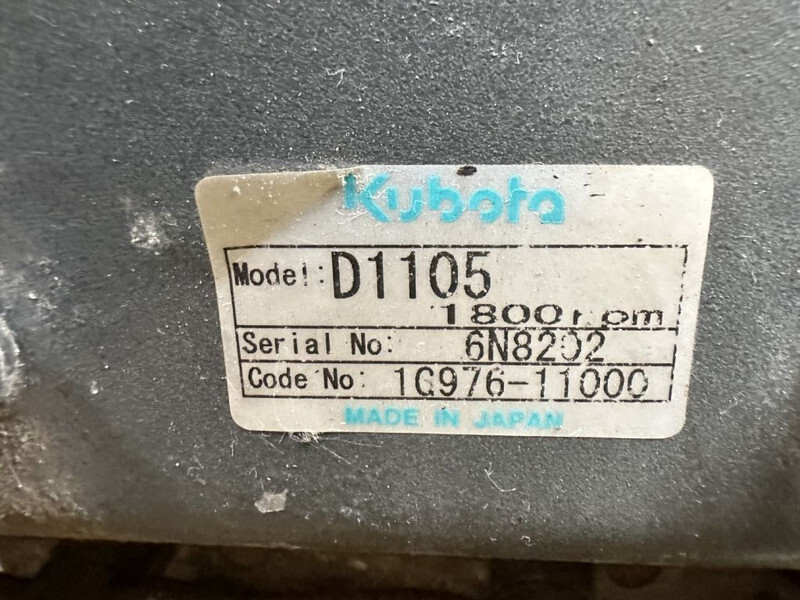 Kubota
Model: D1105
1800rpm
Serial No: 6N8202
Code No: 1G976-11000
MADE IN JAPAN